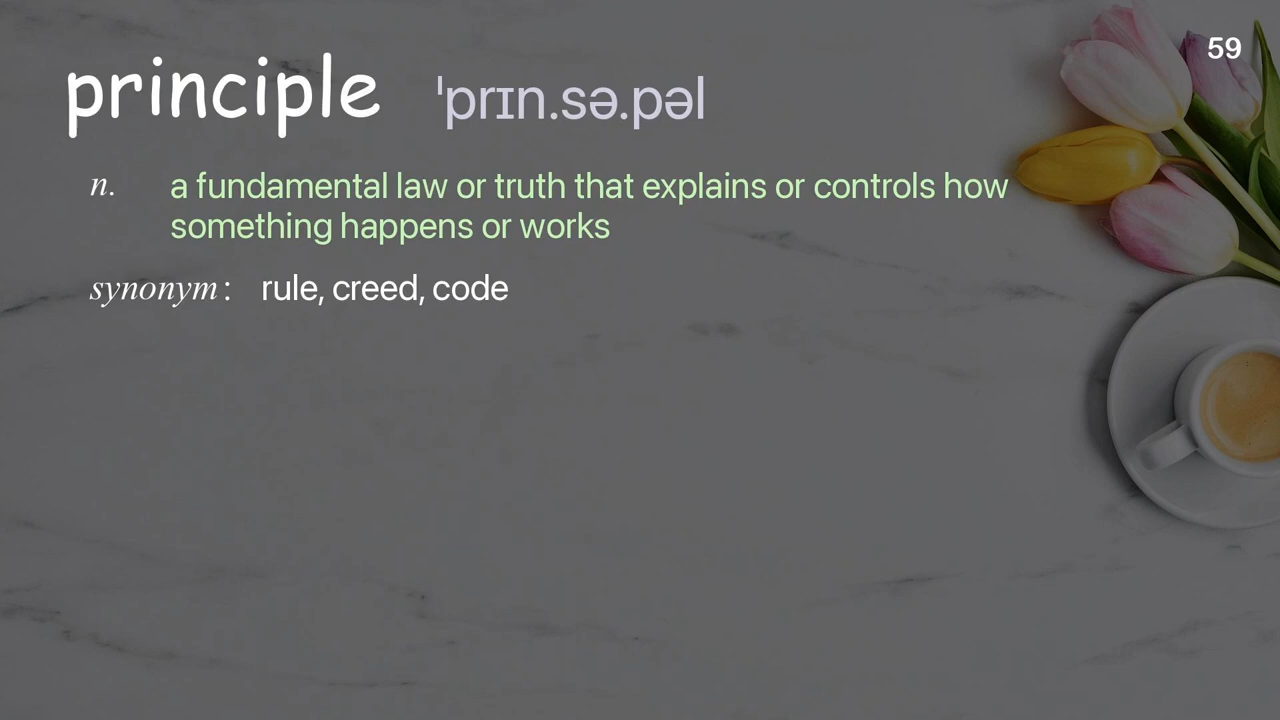 59
principle ˈprɪn.sə.pəl
n. a fundamental law or truth that explains or controls how
something happens or works
synonym: rule, creed, code